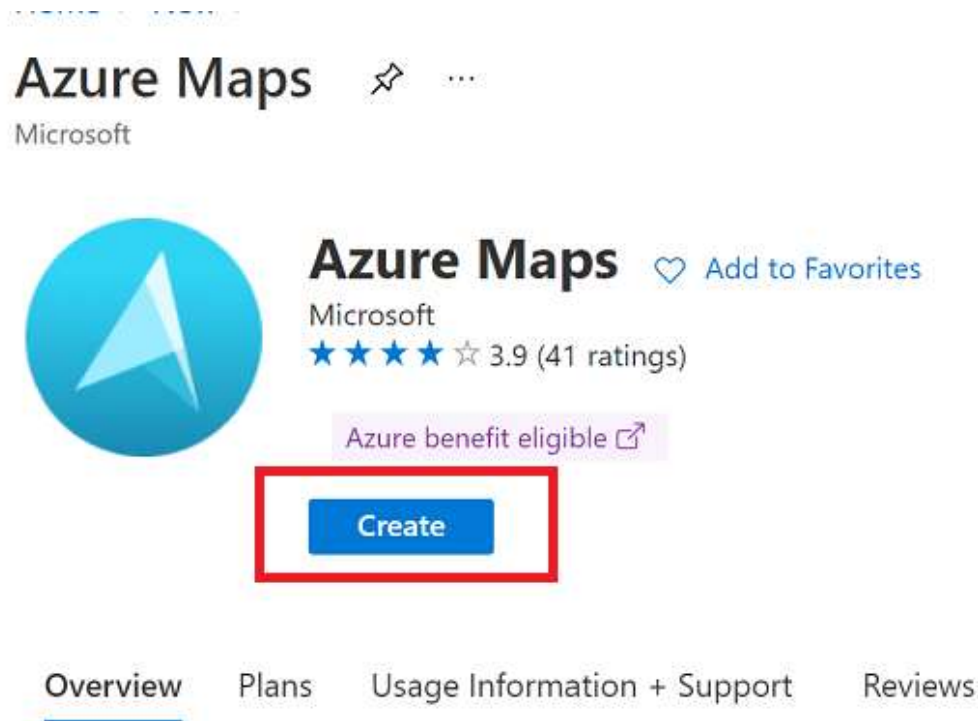 Azure Maps
Microsoft
Azure Maps Add to Favorites
Microsoft
3.9 (41 ratings)
Azure benefit eligible
Create
Overview Plans Usage Information + Support Reviews